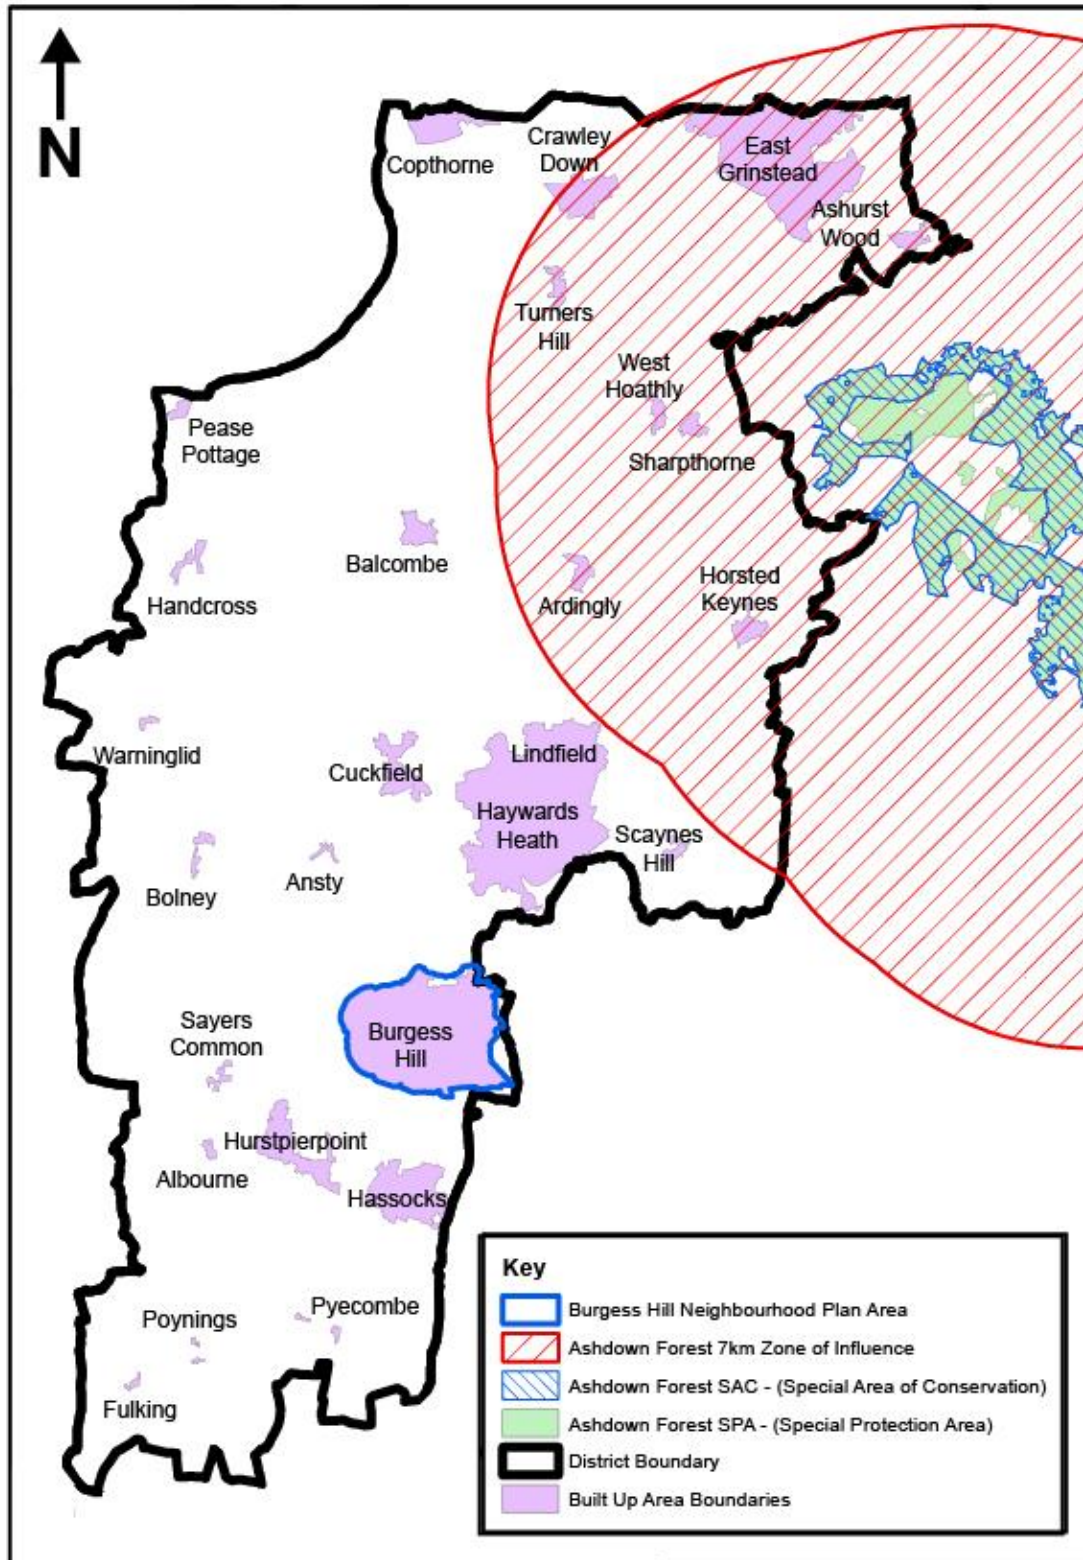 N
Copthorne
Crawley
Down
East
Grinstead
Ashurst
Wood
Turners
Hill
West
Hoathly
Sharpthorne
Pease
Pottage
Balcombe
Handcross
Ardingly
Horsted
Keynes
Warninglid
Cuckfield
Lindfield
Haywards
Heath
Scaynes
Hill
Bolney
Ansty
Burgess
Hill
Sayers
Common
Hurstpierpoint
Albourne
Hassocks
Poynings
Pyecombe
Fulking
Key
Burgess Hill Neighbourhood Plan Area
Ashdown Forest 7km Zone of Influence
Ashdown Forest SAC - (Special Area of Conservation)
Ashdown Forest SPA - (Special Protection Area)
District Boundary
Built Up Area Boundaries